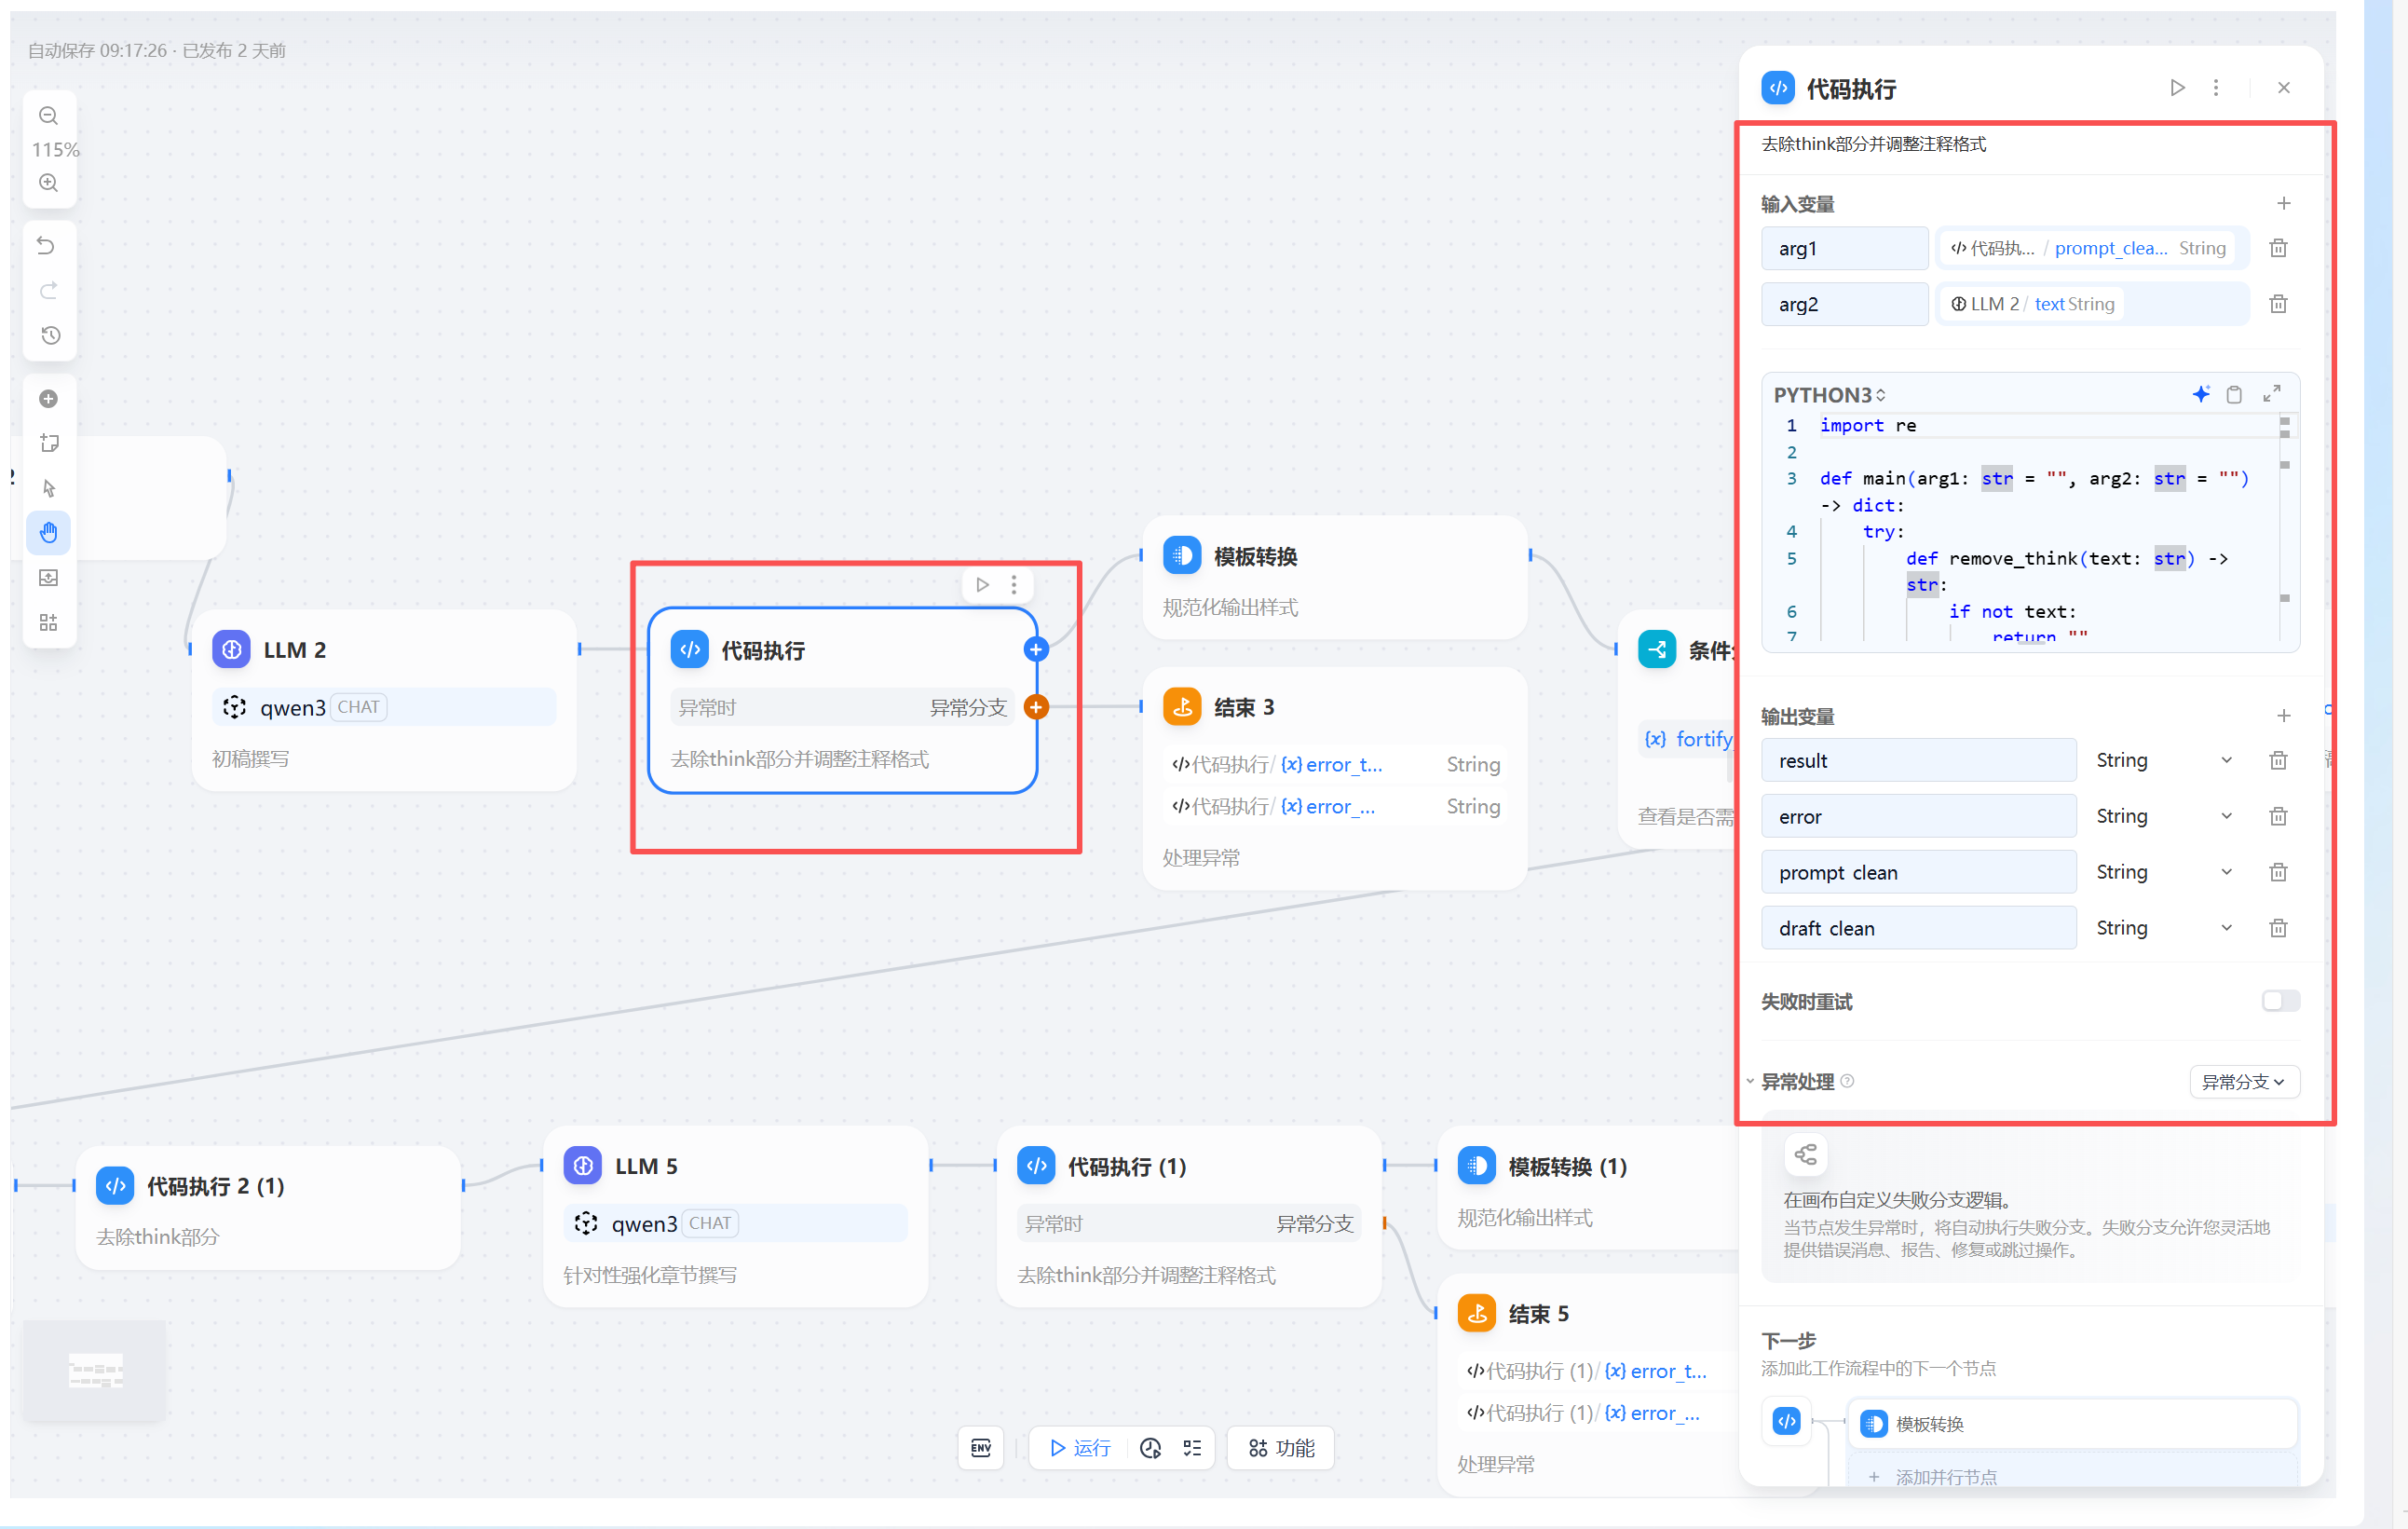 自动保存 09:17:26 · 已发布 2 天前
115%
LLM 2
qwen3 CHAT
初稿撰写
代码执行
异常时 异常分支
去除think部分并调整注释格式
模板转换
规范化输出样式
结束 3
代码执行/ {x} error_t... String
代码执行/ {x} error_... String
处理异常
{x} fortify_
查看是否需
代码执行 2 (1)
去除think部分
LLM 5
qwen3 CHAT
针对性强化章节撰写
代码执行 (1)
异常时 异常分支
去除think部分并调整注释格式
模板转换 (1)
规范化输出样式
结束 5
代码执行 (1)/ {x} error_t...
代码执行 (1)/ {x} error_...
处理异常
ENV
运行
功能
代码执行
去除think部分并调整注释格式
输入变量
arg1 代码执... / prompt_clea... String
arg2 LLM 2 / text String
PYTHON3
1 import re
2
3 def main(arg1: str = "", arg2: str = "")
-> dict:
4 try:
5 def remove_think(text: str) ->
str:
6 if not text:
7 return ""
输出变量
result String
error String
prompt clean String
draft clean String
失败时重试
异常处理 异常分支
在画布自定义失败分支逻辑。
当节点发生异常时，将自动执行失败分支。失败分支允许您灵活地
提供错误消息、报告、修复或跳过操作。
下一步
添加此工作流程中的下一个节点
模板转换
+ 添加并行节点